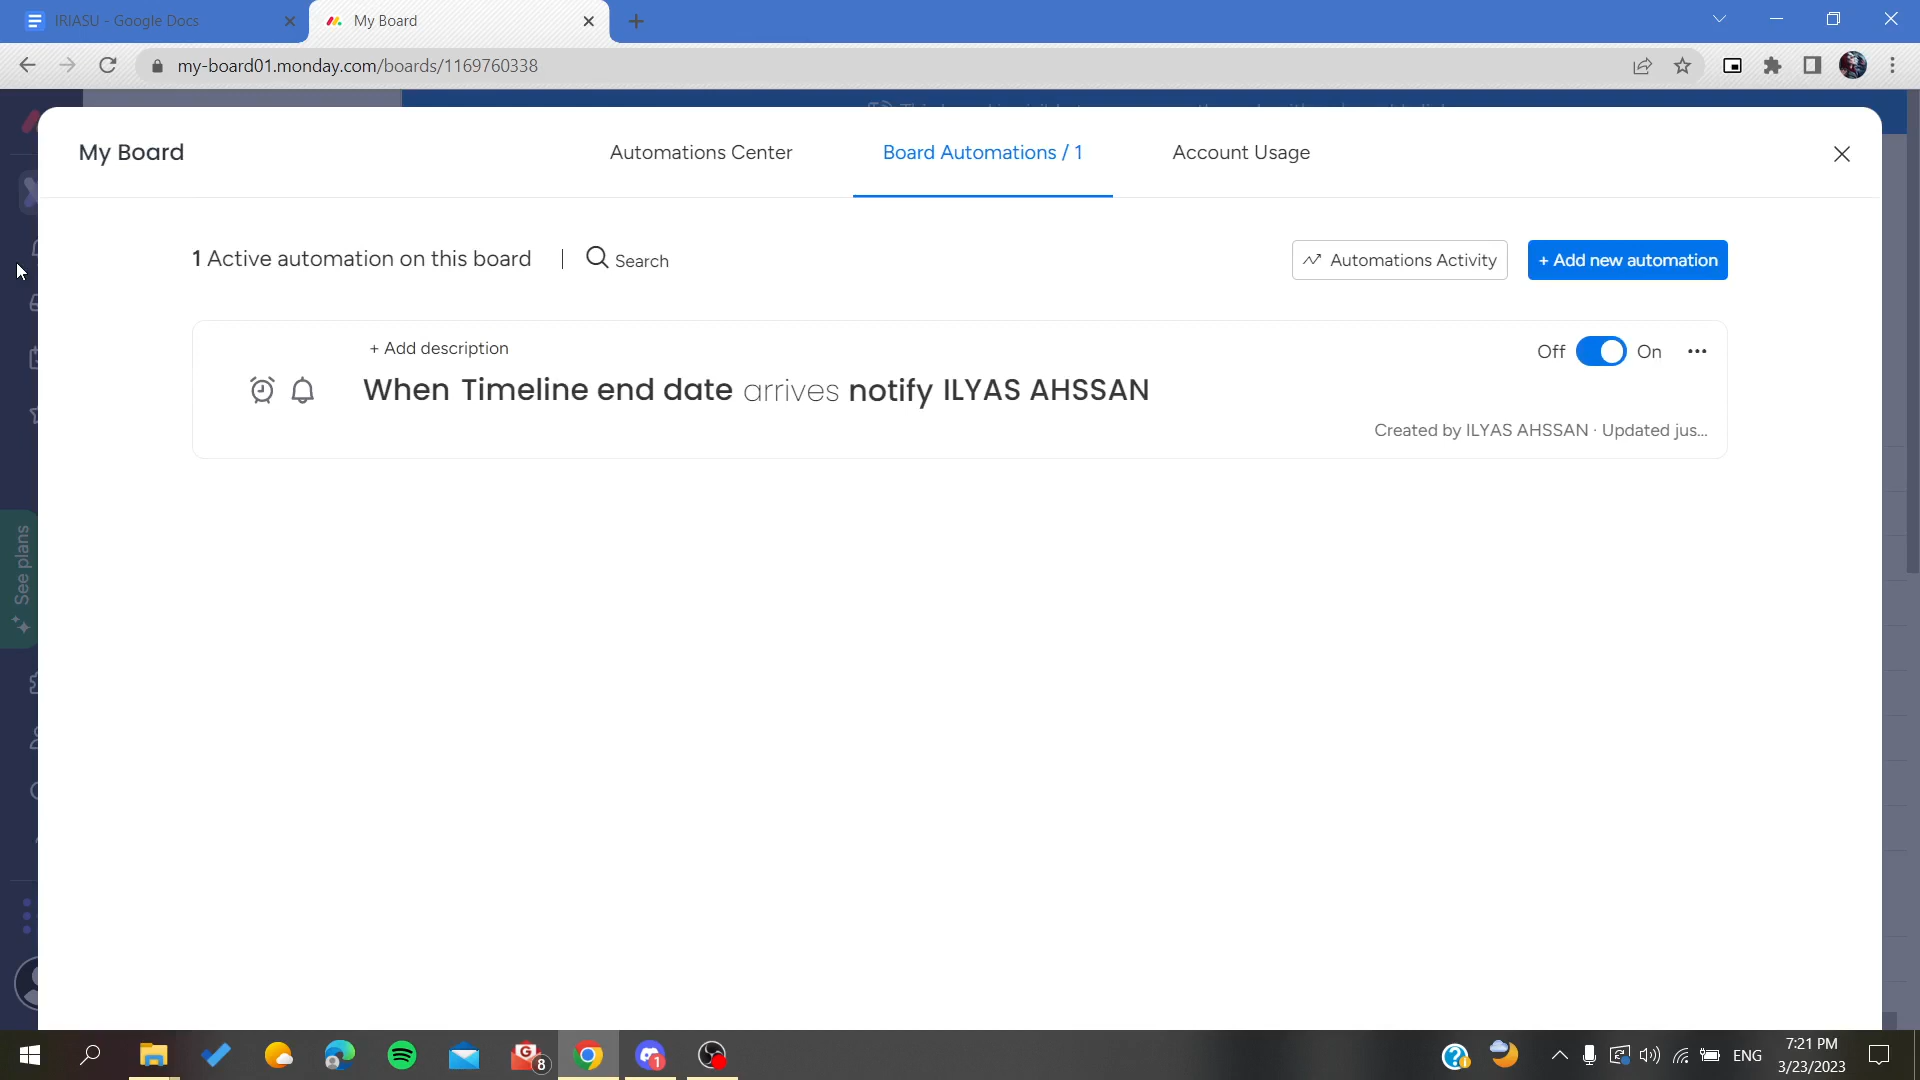 IRIASU - Google Docs
My Board
my-board01.monday.com/boards/1169760338
My Board
Automations Center
Board Automations / 1
Account Usage
1 Active automation on this board
Search
Automations Activity
+ Add new automation
+ Add description
Off
On
When Timeline end date arrives notify ILYAS AHSSAN
Created by ILYAS AHSSAN · Updated jus...
See plans
8
1
ENG
7:21 PM
3/23/2023